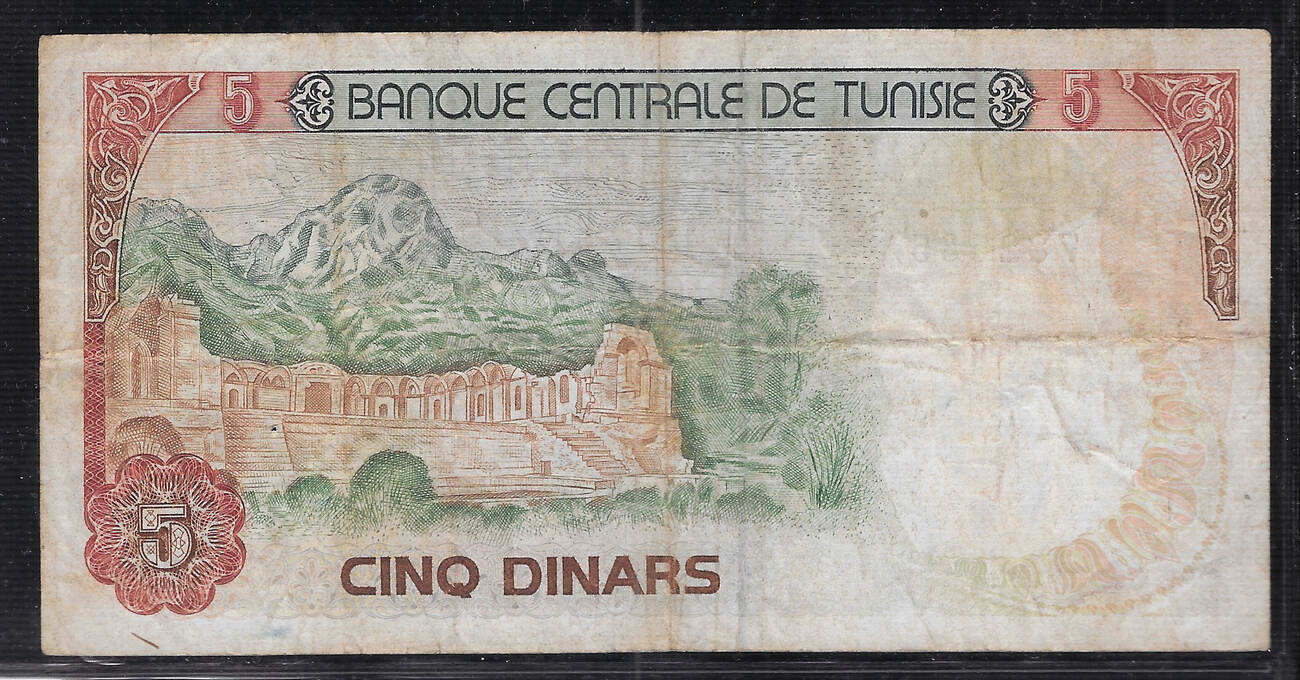 5 BANQUE CENTRALE DE TUNISIE 5
5
CINQ DINARS